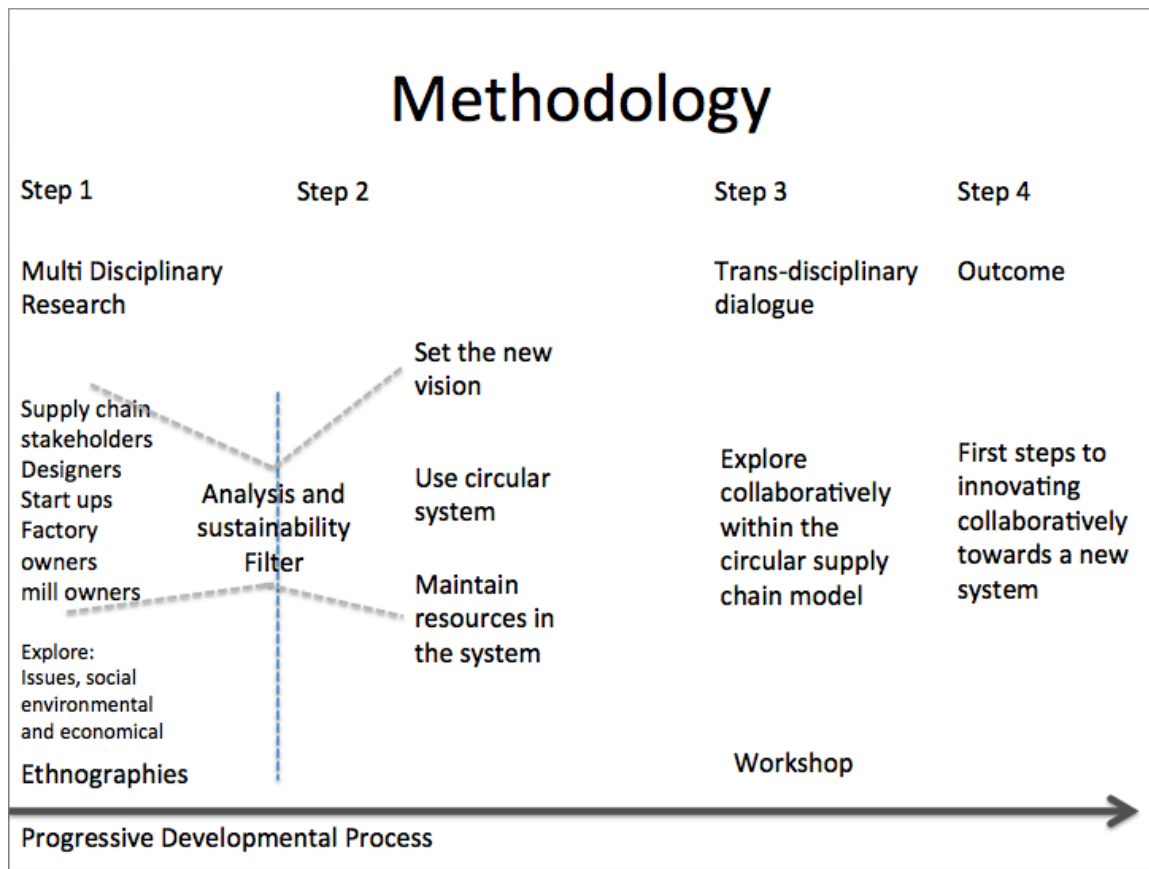 Methodology
Step 1
Step 2
Step 3
Step 4
Multi Disciplinary
Research
Trans-disciplinary
dialogue
Outcome
Supply chain
stakeholders
Designers
Start ups
Factory
owners
mill owners
Explore:
Issues, social
environmental
and economical
Ethnographies
Analysis and
sustainability
Filter
Set the new
vision
Use circular
system
Maintain
resources in
the system
Explore
collaboratively
within the
circular supply
chain model
Workshop
First steps to
innovating
collaboratively
towards a new
system
Progressive Developmental Process